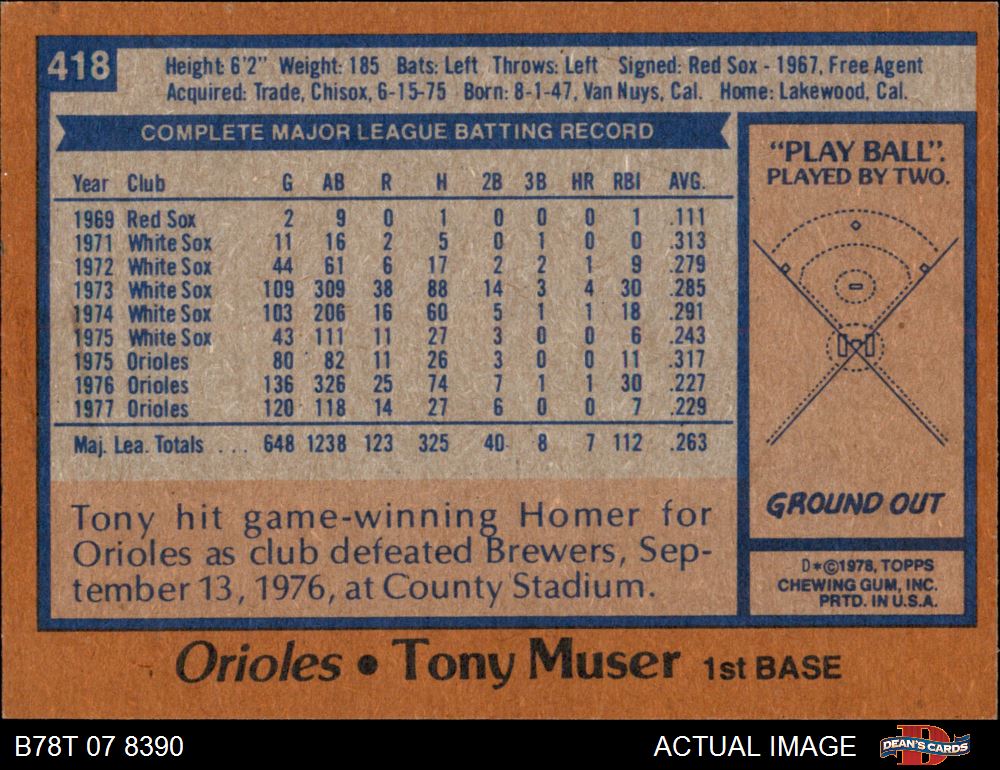 418
Height: 6'2" Weight: 185 Bats: Left Throws: Left Signed: Red Sox - 1967, Free Agent
Acquired: Trade, Chisox, 6-15-75 Born: 8-1-47, Van Nuys, Cal. Home: Lakewood, Cal.
COMPLETE MAJOR LEAGUE BATTING RECORD
Year Club G AB R H 2B 3B HR RBI AVG.
1969 Red Sox 2 9 0 1 0 0 0 1 .111
1971 White Sox 11 16 2 5 0 1 0 0 .313
1972 White Sox 44 61 6 17 2 2 1 9 .279
1973 White Sox 109 309 38 88 14 3 4 30 .285
1974 White Sox 103 206 16 60 5 1 1 18 .291
1975 White Sox 43 111 11 27 3 0 0 6 .243
1975 Orioles 80 82 11 26 3 0 0 11 .317
1976 Orioles 136 326 25 74 7 1 1 30 .227
1977 Orioles 120 118 14 27 6 0 0 7 .229
Maj. Lea. Totals .... 648 1238 123 325 40 8 7 112 .263
Tony hit game-winning Homer for
Orioles as club defeated Brewers, Sep-
tember 13, 1976, at County Stadium.
"PLAY BALL".
PLAYED BY TWO.
GROUND OUT
D*©1978, TOPPS
CHEWING GUM, INC.
PRTD. IN U.S.A.
Orioles • Tony Muser 1st BASE
B78T 07 8390
ACTUAL IMAGE
D
DEAN'S CARDS